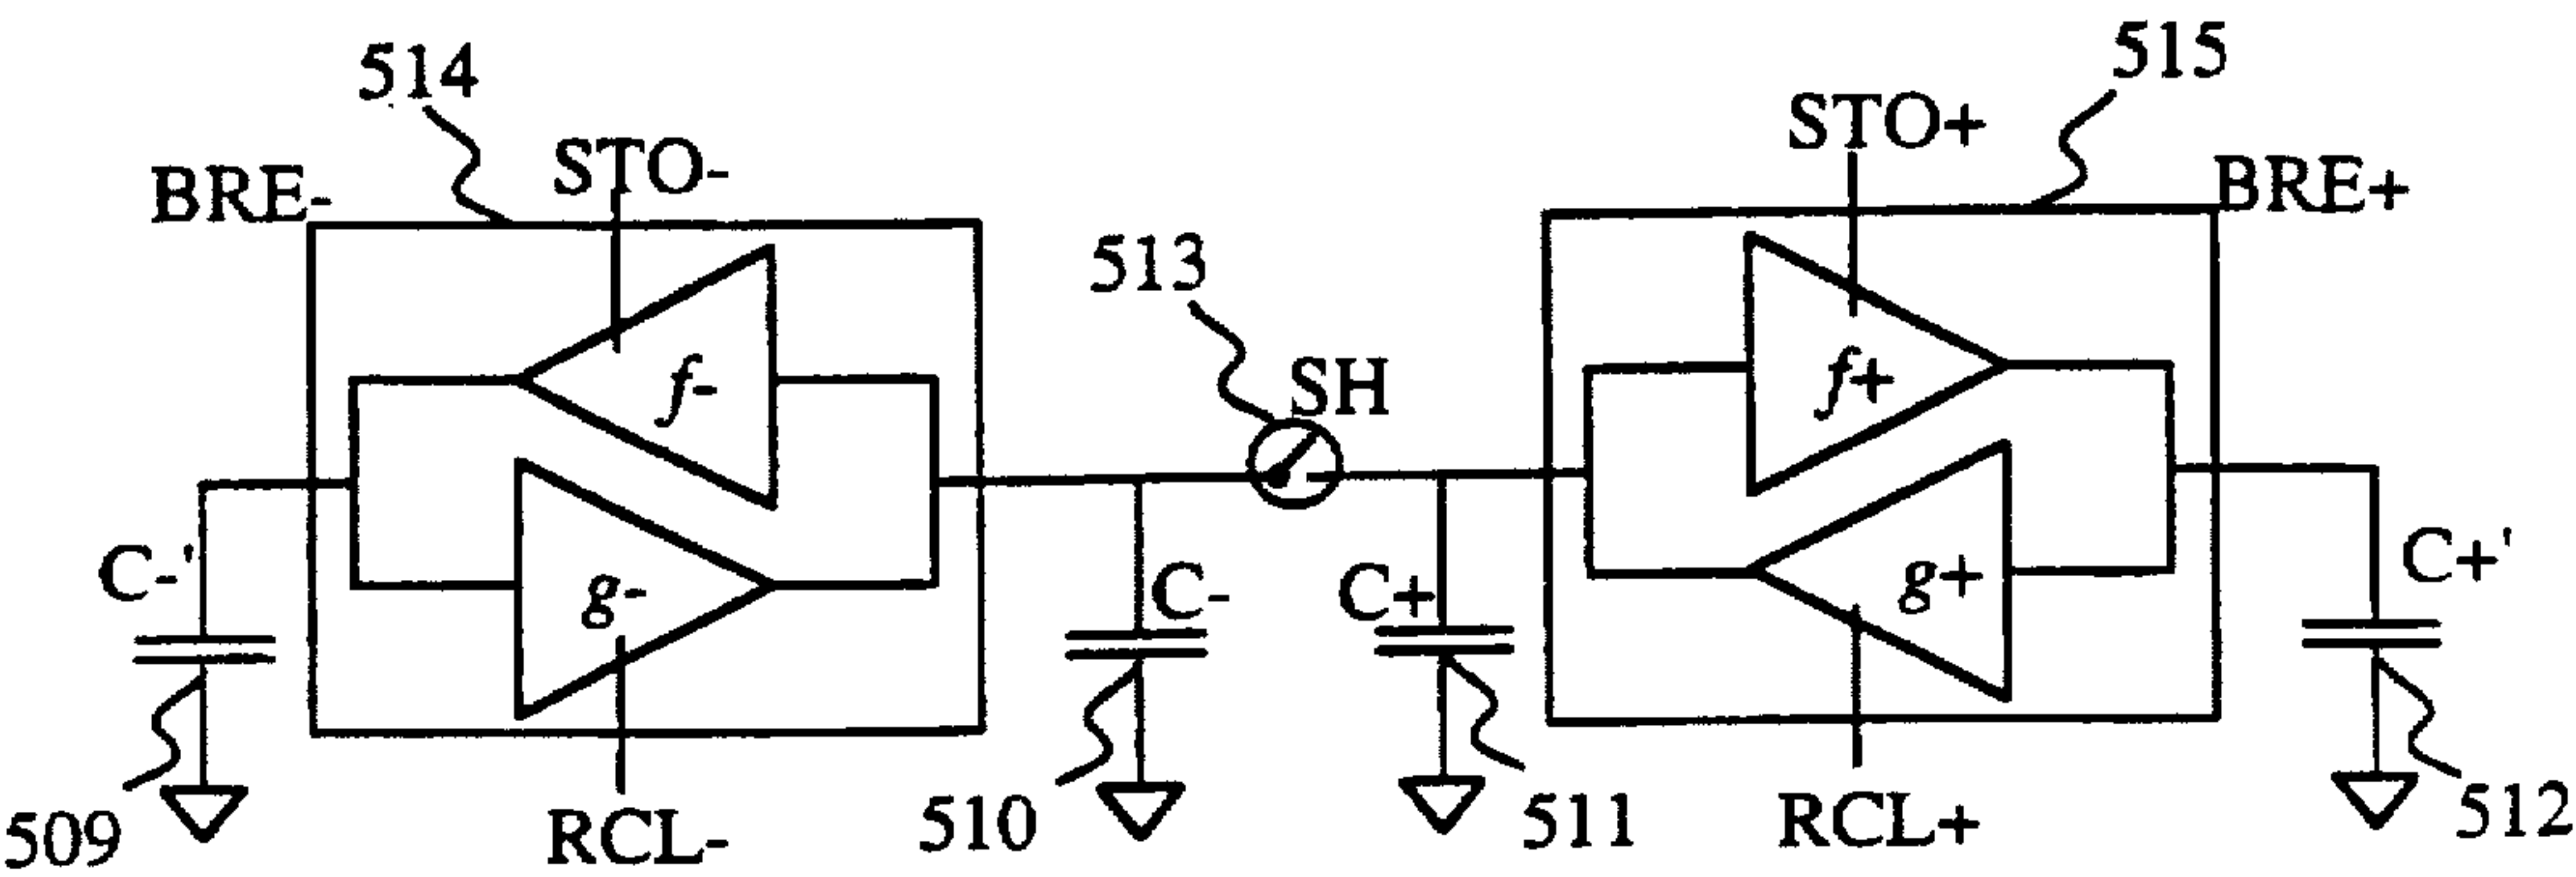 514
515
STO-
STO+
BRE-
BRE+
513
SH
f-
f+
C-'
g-
C-
C+
g+
C+'
509
RCL-
510
511
RCL+
512